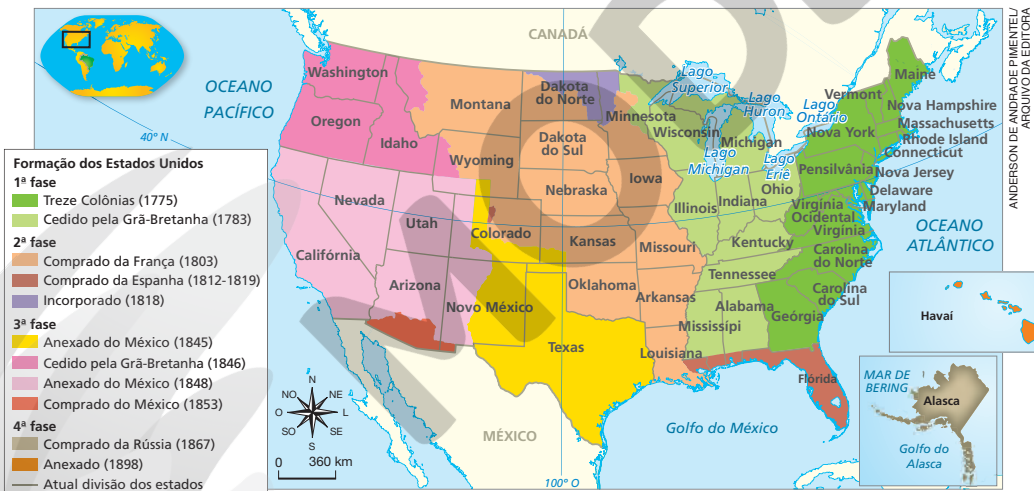 ANDERSON DE ANDRADE PIMENTEL/
ARQUIVO DA EDITORA
CANADÁ
OCEANO
PACÍFICO
40° N
Washington
Oregon
Idaho
Montana
Wyoming
Dakota
do Norte
Dakota
do Sul
Minnesota
Wisconsin
Michigan
Iowa
Nebraska
Nevada
Utah
Colorado
Kansas
Missouri
Illinois
Indiana
Ohio
Kentucky
Tennessee
Califórnia
Arizona
Novo México
Oklahoma
Arkansas
Texas
Louisiana
Mississípi
Alabama
Geórgia
Flórida
Lago
Superior
Lago
Huron
Lago
Michigan
Lago
Eriê
Lago
Ontário
Maine
Vermont
Nova Hampshire
Massachusetts
Nova York
Rhode Island
Connecticut
Pensilvânia
Nova Jersey
Delaware
Maryland
Virgínia
Ocidental
Virgínia
Carolina
do Norte
Carolina
do Sul
OCEANO
ATLÂNTICO
MÉXICO
Golfo do México
100° O
Havaí
MAR DE
BERING
Alasca
Golfo do
Alasca
Formação dos Estados Unidos
1ª fase
Treze Colônias (1775)
Cedido pela Grã-Bretanha (1783)
2ª fase
Comprado da França (1803)
Comprado da Espanha (1812-1819)
Incorporado (1818)
3ª fase
Anexado do México (1845)
Cedido pela Grã-Bretanha (1846)
Anexado do México (1848)
Comprado do México (1853)
4ª fase
Comprado da Rússia (1867)
Anexado (1898)
Atual divisão dos estados
N
NO
NE
O
L
SO
SE
S
0 360 km